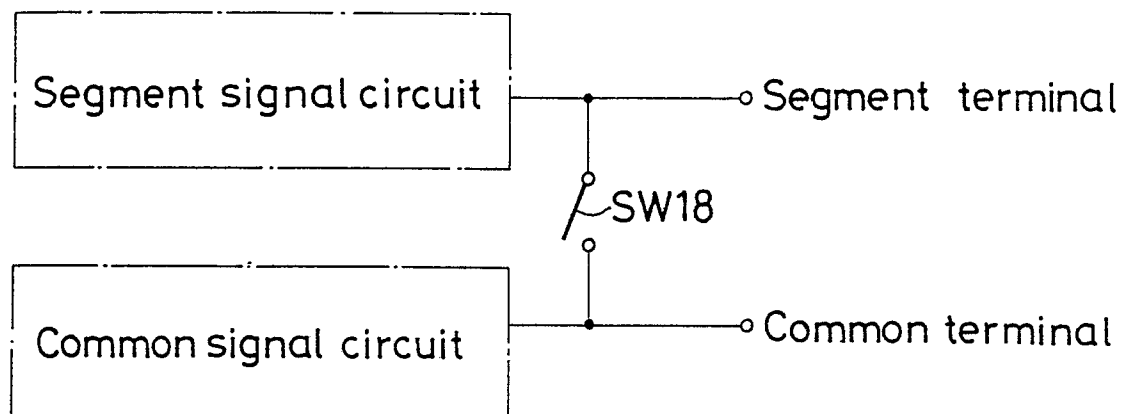 Segment signal circuit
Segment terminal
SW18
Common signal circuit
Common terminal